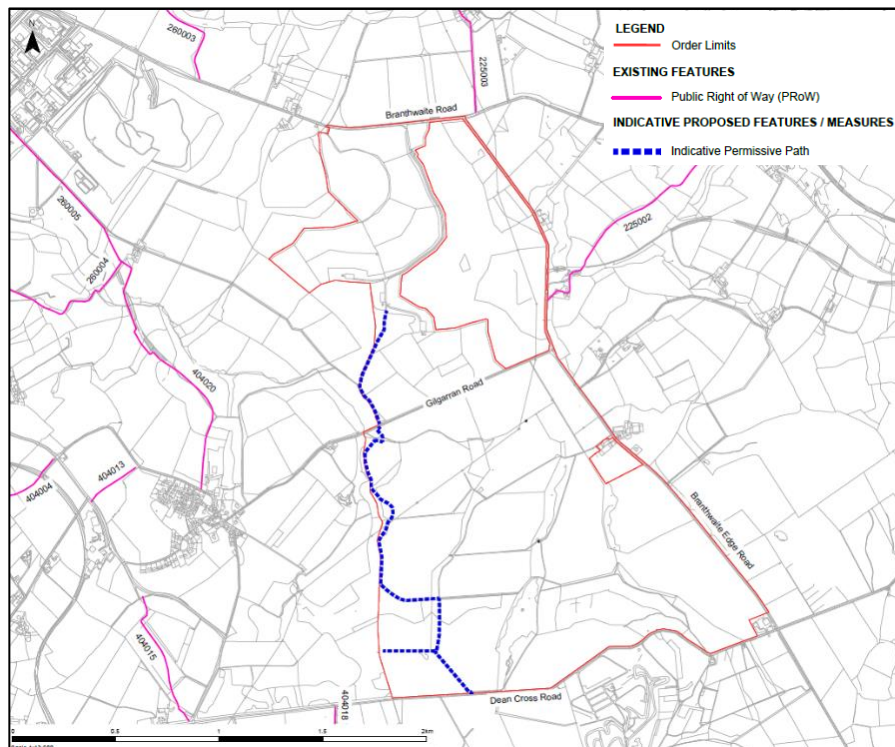 N
260003
225003
Branthwaite Road
LEGEND
Order Limits
EXISTING FEATURES
Public Right of Way (PRoW)
INDICATIVE PROPOSED FEATURES / MEASURES
Indicative Permissive Path
260005
225002
260004
404020
Gilgarran Road
404013
404004
Branthwaite Edge Road
404015
404018
Dean Cross Road
0 0.5 1 1.5 2km